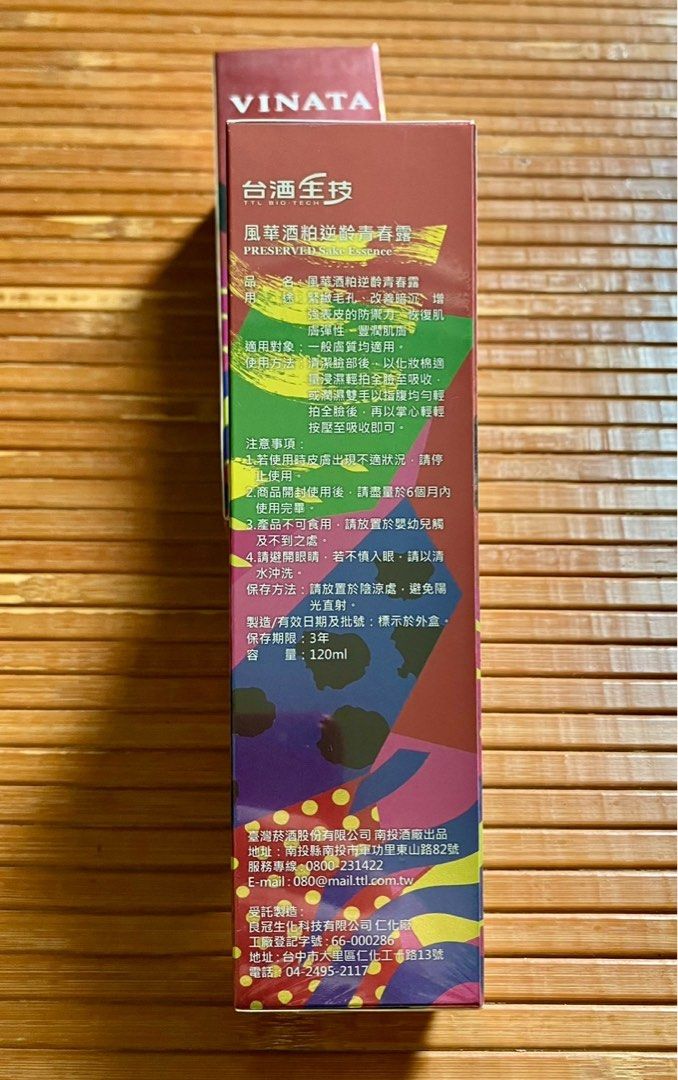 VINATA
台酒生技
TTL BIO-TECH
風華酒粕逆齡青春露
PRESERVED Sake Essence
品　　名：風華酒粕逆齡青春露
用　　途：緊緻毛孔、改善暗沉、增
強表皮的防禦力、恢復肌
膚彈性、豐潤肌膚。
適用對象：一般膚質均適用。
使用方法：清潔臉部後，以化妝棉適
量浸濕輕拍全臉至吸收，
或潤濕雙手以指腹均勻輕
拍全臉後，再以掌心輕輕
按壓至吸收即可。
注意事項：
1.若使用時皮膚出現不適狀況，請停
止使用。
2.商品開封使用後，請盡量於6個月內
使用完畢。
3.產品不可食用，請放置於嬰幼兒觸
及不到之處。
4.請避開眼睛，若不慎入眼，請以清
水沖洗。
保存方法：請放置於陰涼處，避免陽
光直射。
製造/有效日期及批號：標示於外盒。
保存期限：3年
容　　量：120ml
臺灣菸酒股份有限公司 南投酒廠出品
地址：南投縣南投市軍功里東山路82號
服務專線：0800-231422
E-mail：080@mail.ttl.com.tw
受託製造：
良冠生化科技有限公司 仁化廠
工廠登記字號：66-000286
地址：台中市大里區仁化工十路13號
電話：04-2495-2117